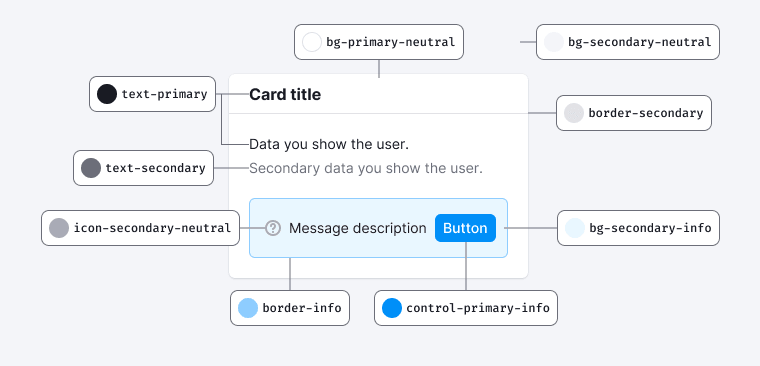 bg-primary-neutral
bg-secondary-neutral
text-primary
Card title
border-secondary
Data you show the user.
text-secondary
Secondary data you show the user.
icon-secondary-neutral
Message description
Button
bg-secondary-info
border-info
control-primary-info